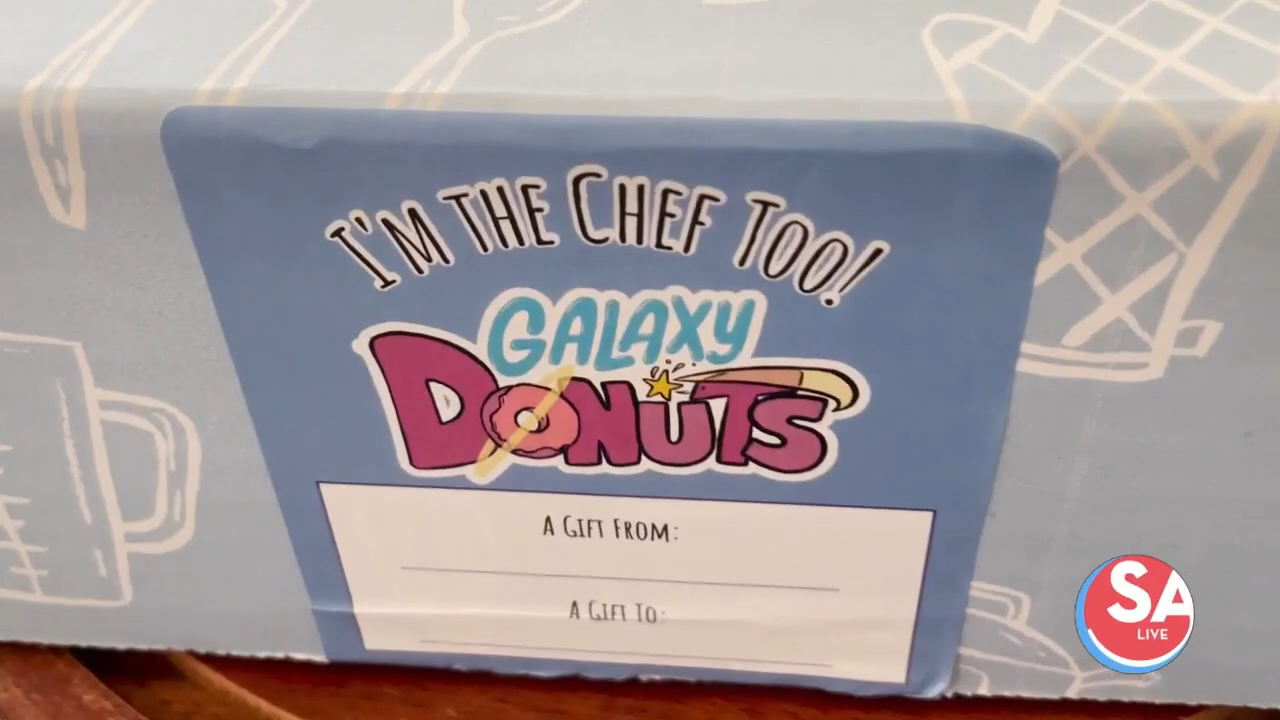 I'M THE CHEF TOO!
GALAXY
DONUTS
A GIFT FROM:
A GIFT TO:
SA
LIVE